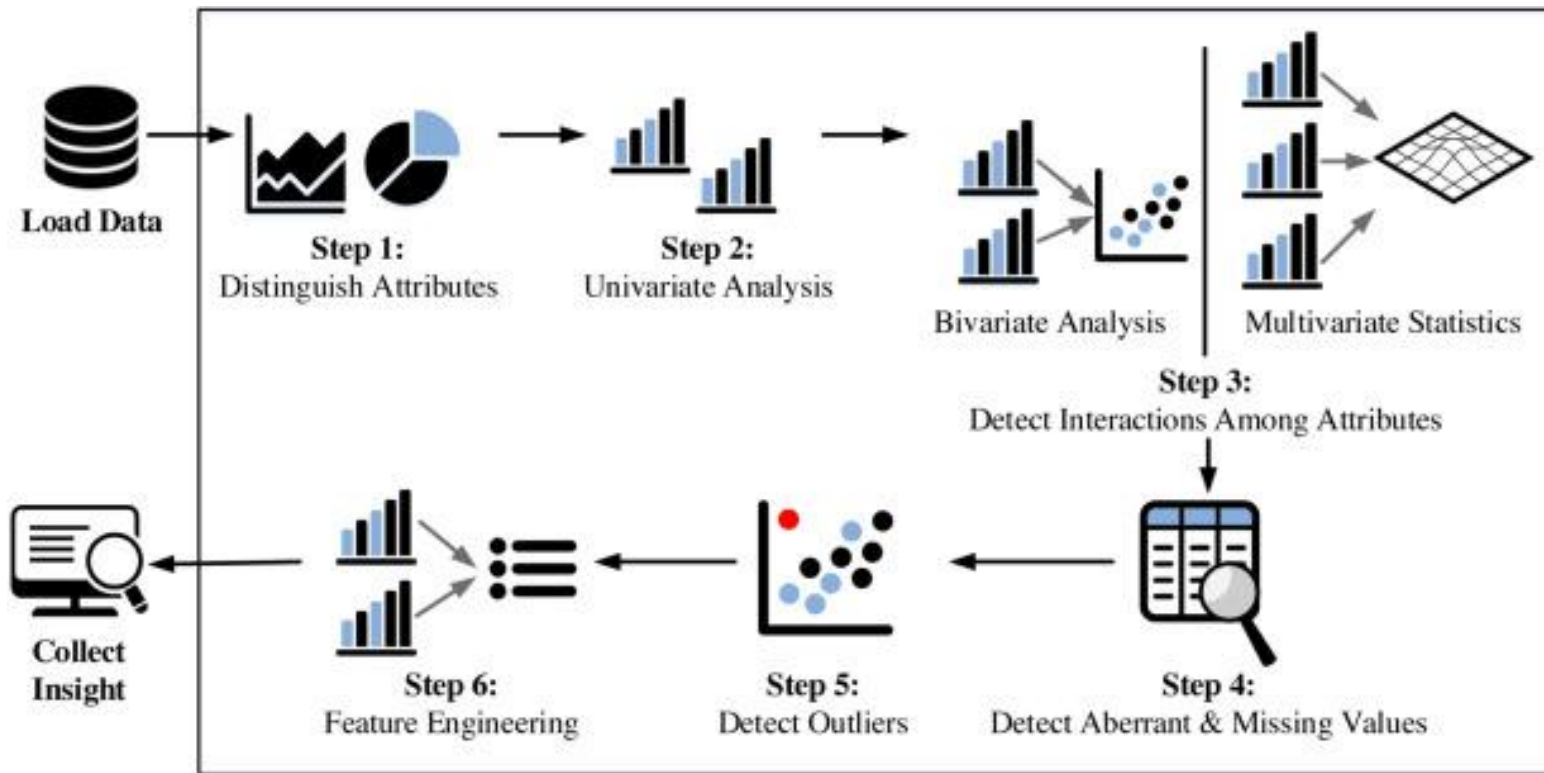 Load Data
Step 1:
Distinguish Attributes
Step 2:
Univariate Analysis
Bivariate Analysis
Multivariate Statistics
Step 3:
Detect Interactions Among Attributes
Step 4:
Detect Aberrant & Missing Values
Step 5:
Detect Outliers
Step 6:
Feature Engineering
Collect
Insight